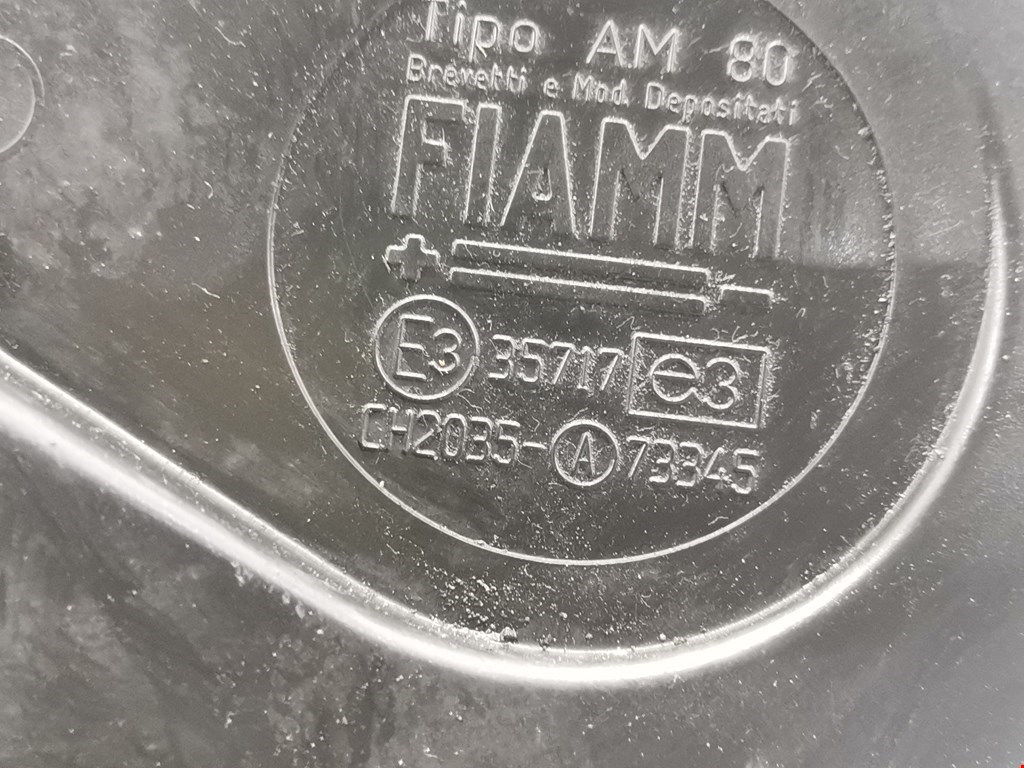 Tipo AM 80
Brevetti e Mod. Depositati
FIAMM
E3 35717 e3
CH2035-A 73345